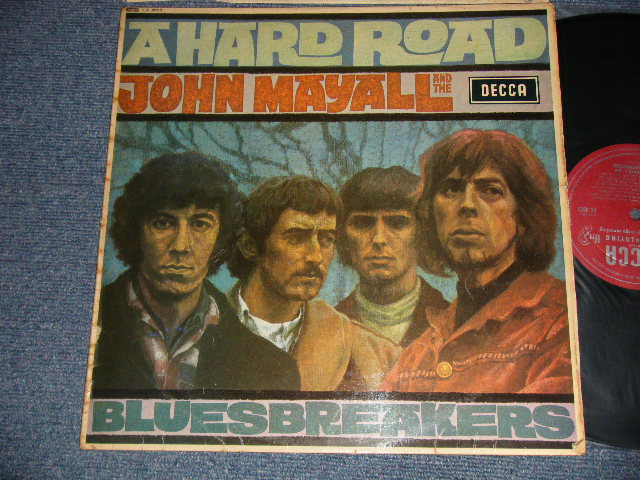 A HARD ROAD
JOHN MAYALL AND THE
DECCA
BLUESBREAKERS